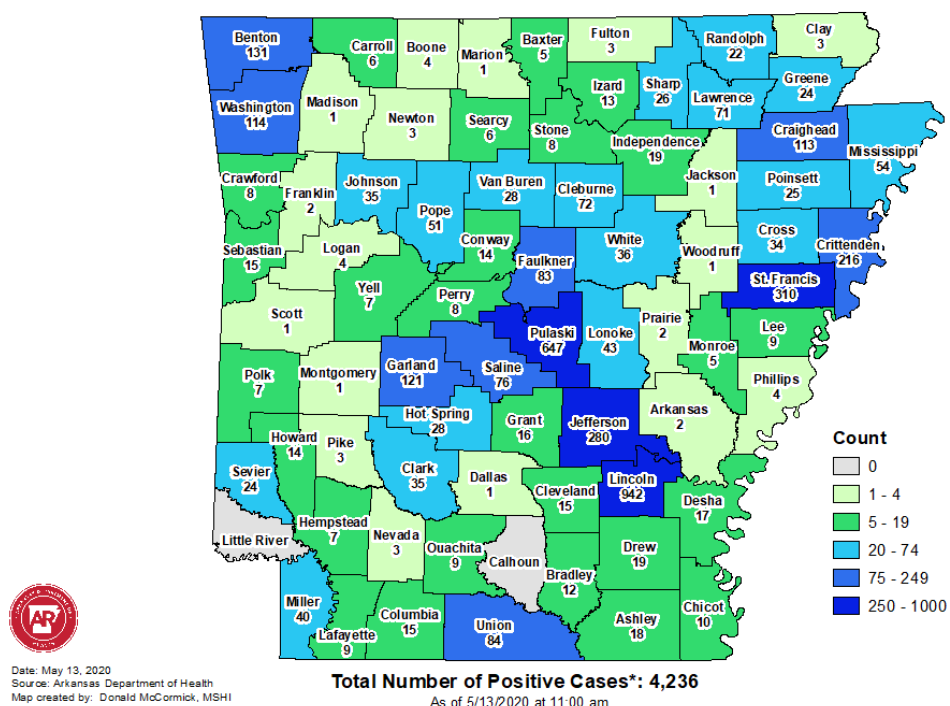 Benton
131
Carroll
6
Boone
4
Marion
1
Baxter
5
Fulton
3
Randolph
22
Clay
3
Washington
114
Madison
1
Newton
3
Searcy
6
Stone
8
Izard
13
Sharp
26
Lawrence
71
Greene
24
Independence
19
Craighead
113
Mississippi
54
Crawford
8
Franklin
2
Johnson
35
Pope
51
Van Buren
28
Cleburne
72
Jackson
1
Poinsett
25
Sebastian
15
Logan
4
Conway
14
Faulkner
83
White
36
Woodruff
1
Cross
34
Crittenden
216
Yell
7
Perry
8
St. Francis
310
Scott
1
Pulaski
647
Lonoke
43
Prairie
2
Monroe
5
Lee
9
Polk
7
Montgomery
1
Garland
121
Saline
76
Phillips
4
Hot Spring
28
Grant
16
Jefferson
280
Arkansas
2
Howard
14
Pike
3
Clark
35
Sevier
24
Dallas
1
Cleveland
15
Lincoln
942
Desha
17
Little River
Hempstead
7
Nevada
3
Ouachita
9
Calhoun
Bradley
12
Drew
19
Miller
40
Lafayette
9
Columbia
15
Union
84
Ashley
18
Chicot
10
Count
0
1 - 4
5 - 19
20 - 74
75 - 249
250 - 1000
AR
Date: May 13, 2020
Source: Arkansas Department of Health
Map created by: Donald McCormick, MSHI
Total Number of Positive Cases*: 4,236
As of 5/13/2020 at 11:00 am